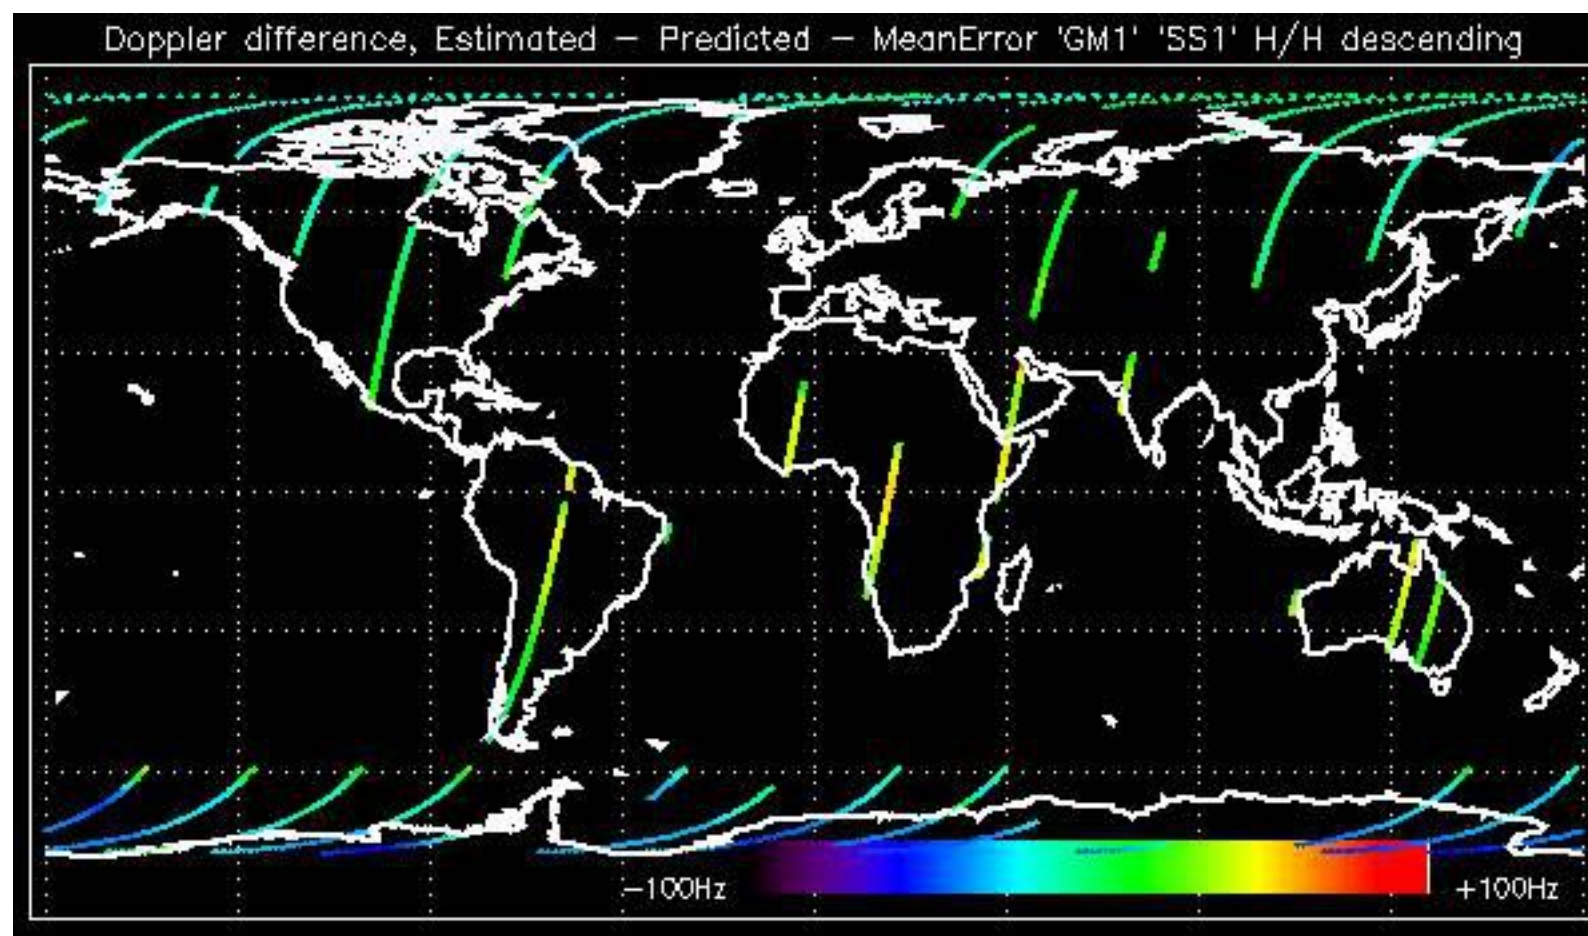 Doppler difference, Estimated — Predicted — MeanError 'GM1' 'SS1' H/H descending
−100Hz +100Hz